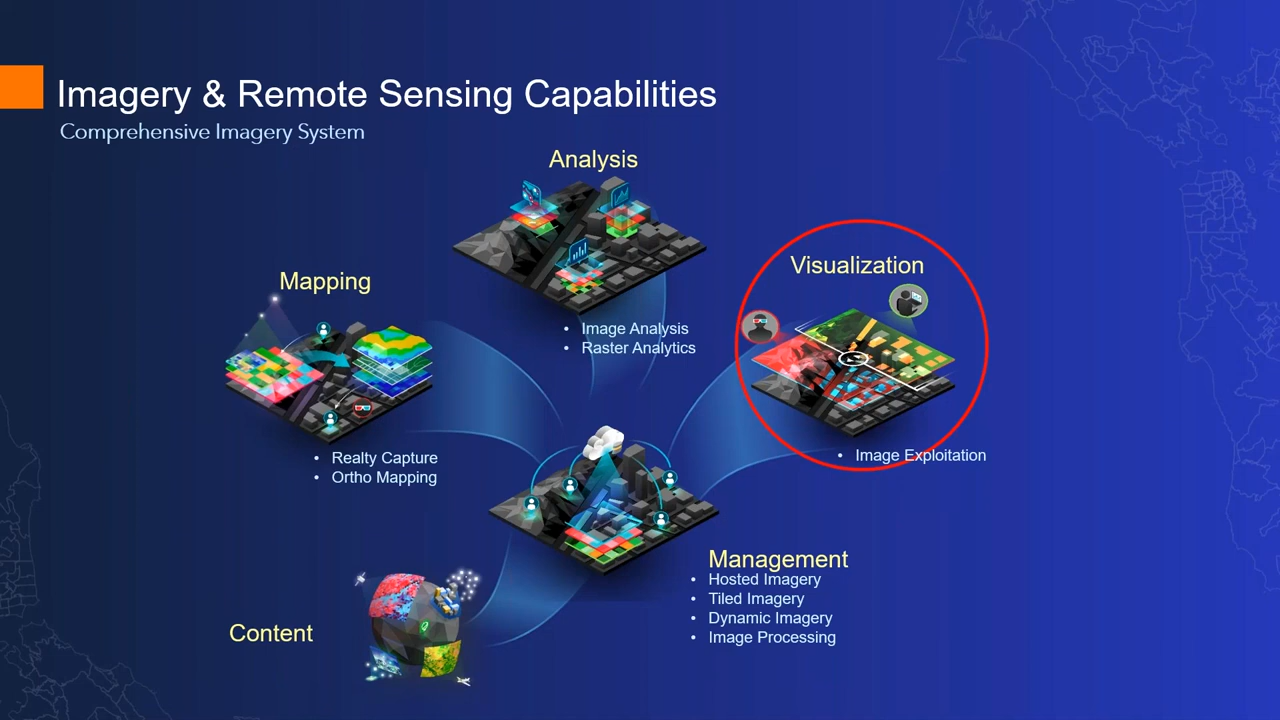 Imagery & Remote Sensing Capabilities
Comprehensive Imagery System
Analysis
• Image Analysis
• Raster Analytics
Mapping
• Realty Capture
• Ortho Mapping
Visualization
• Image Exploitation
Management
• Hosted Imagery
• Tiled Imagery
• Dynamic Imagery
• Image Processing
Content